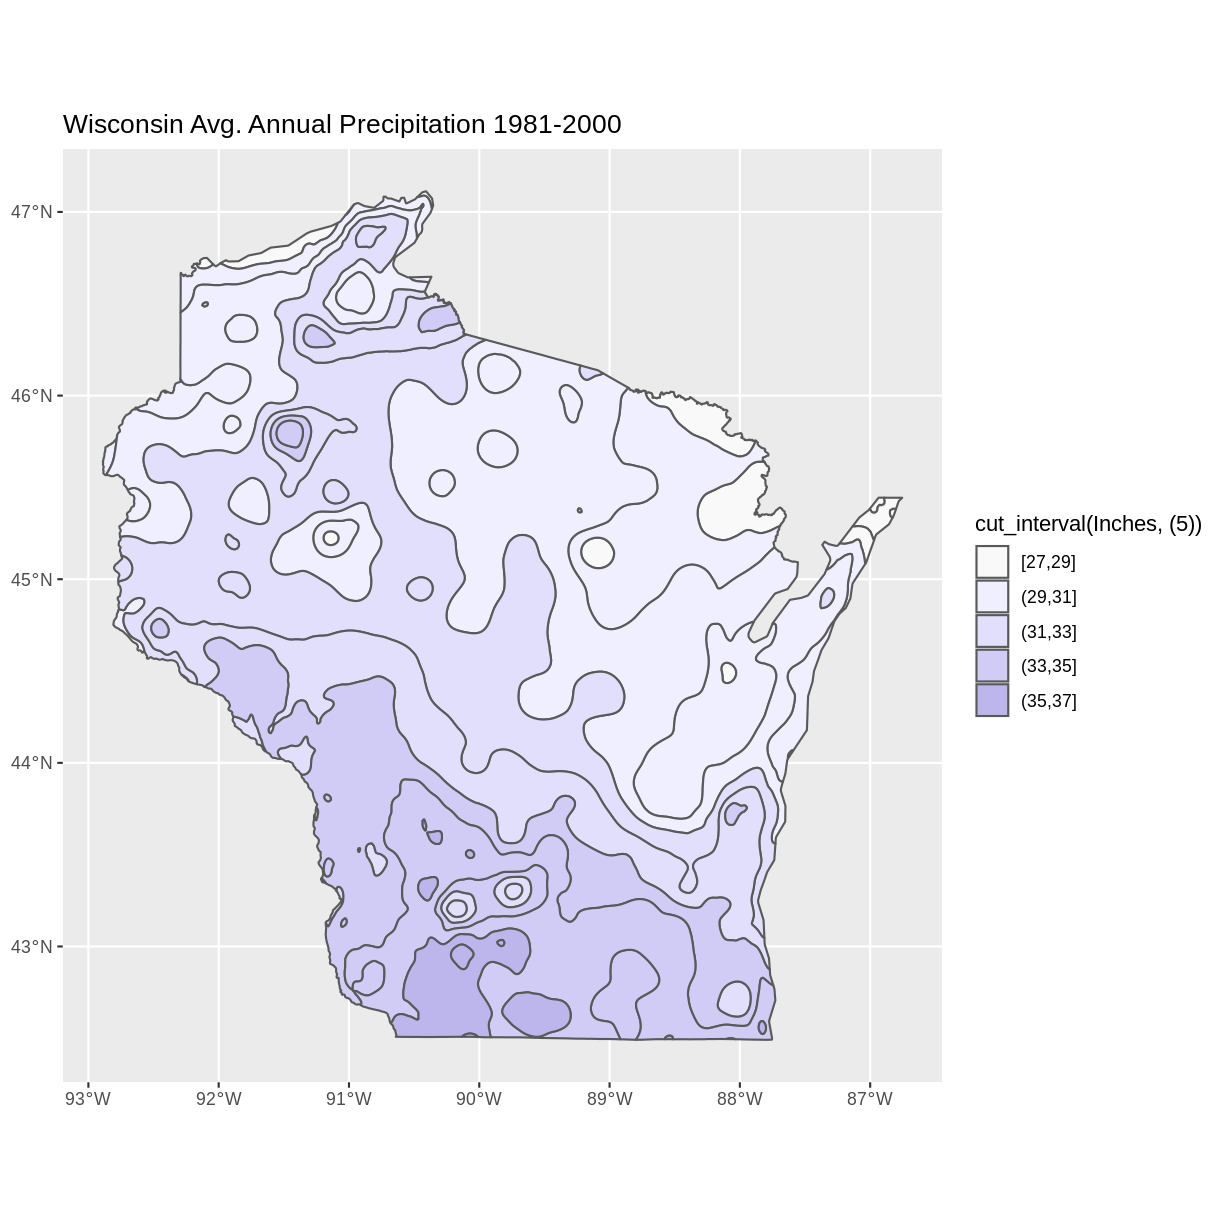 Wisconsin Avg. Annual Precipitation 1981-2000
47°N
46°N
45°N
44°N
43°N
93°W
92°W
91°W
90°W
89°W
88°W
87°W
cut_interval(Inches, (5))
[27,29]
(29,31]
(31,33]
(33,35]
(35,37]